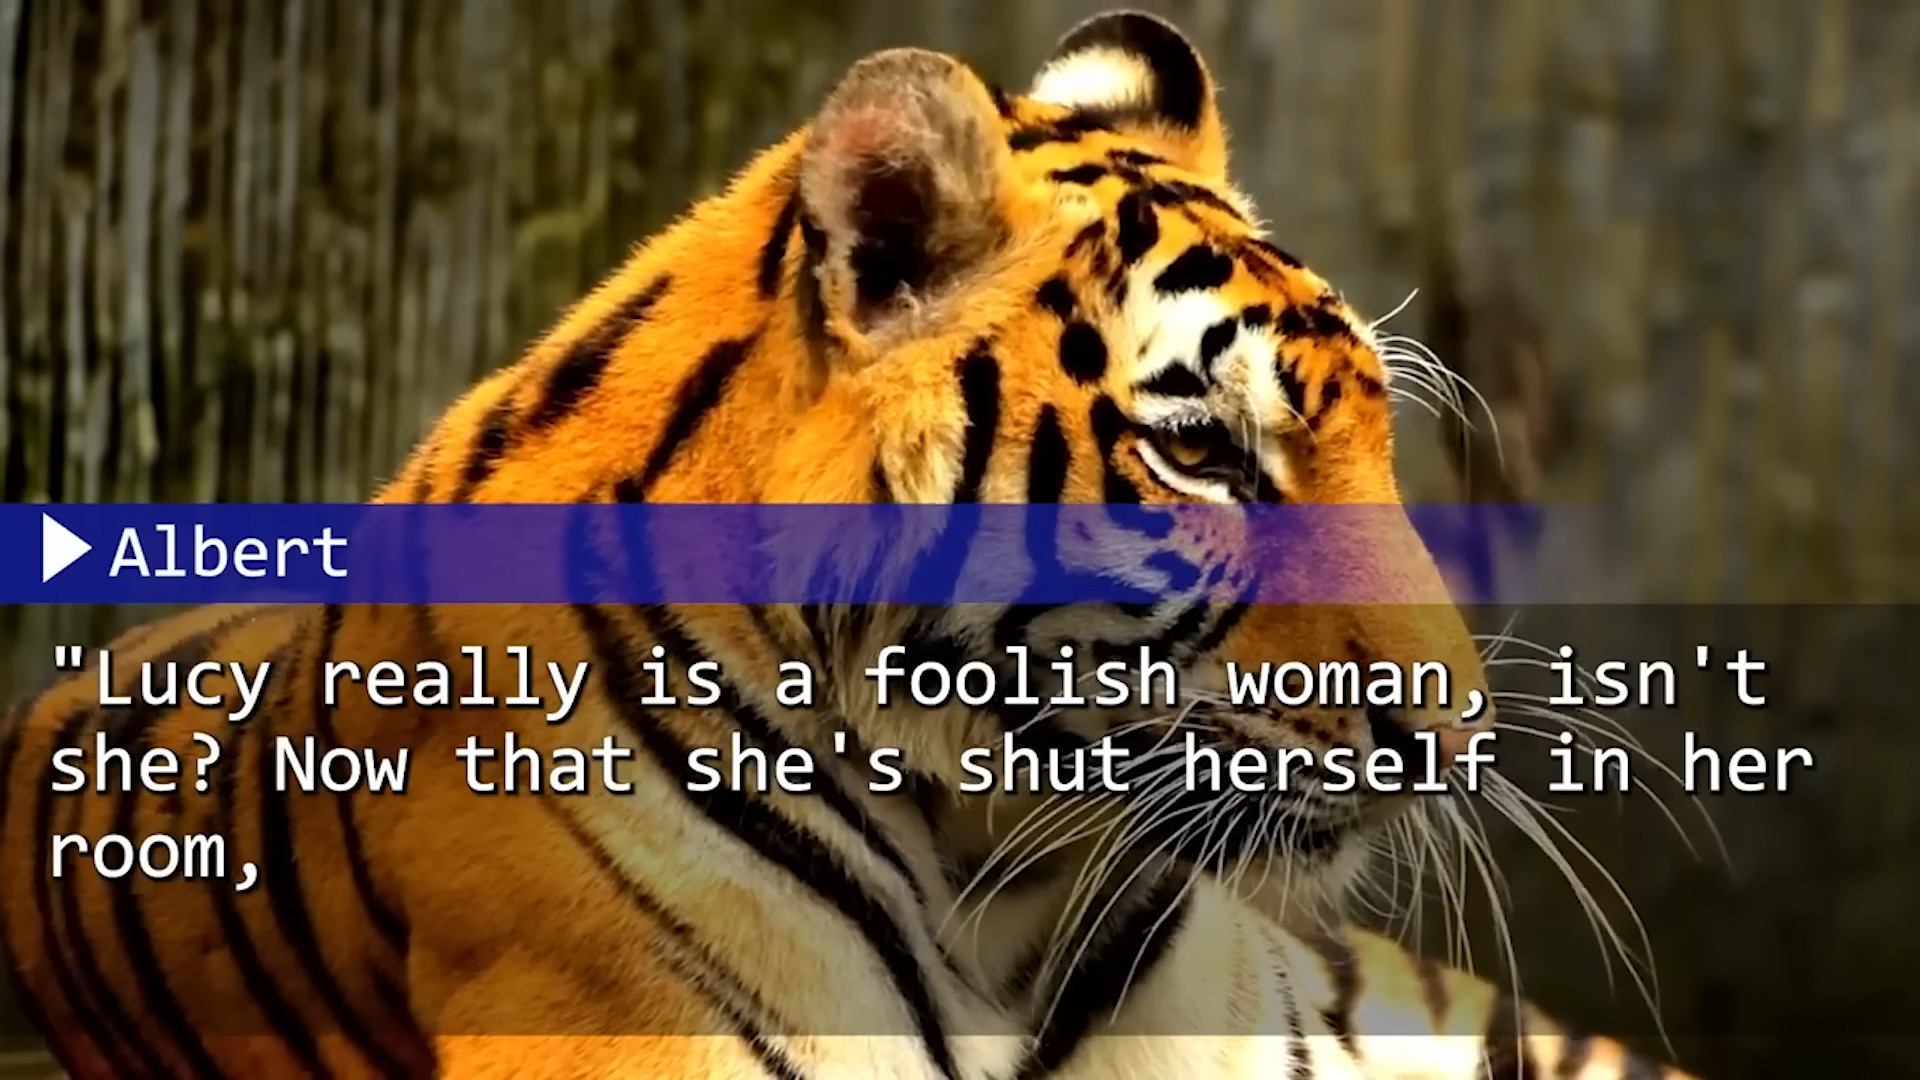 Albert
"Lucy really is a foolish woman, isn't
she? Now that she's shut herself in her
room,